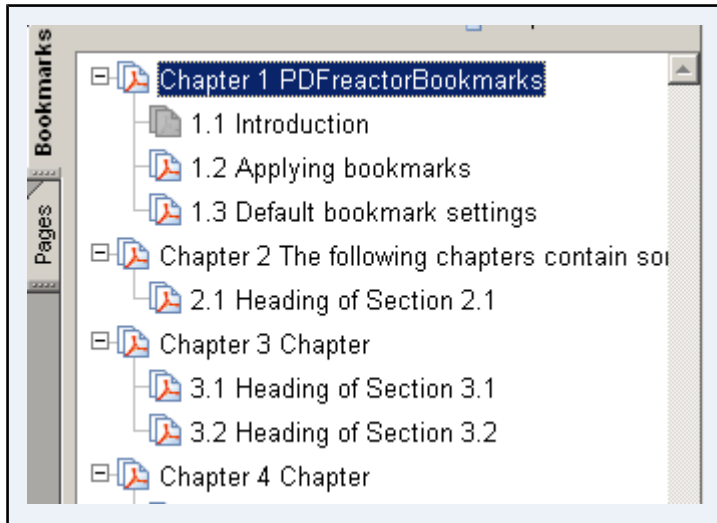 Bookmarks
Pages
Chapter 1 PDFreactorBookmarks
1.1 Introduction
1.2 Applying bookmarks
1.3 Default bookmark settings
Chapter 2 The following chapters contain
2.1 Heading of Section 2.1
Chapter 3 Chapter
3.1 Heading of Section 3.1
3.2 Heading of Section 3.2
Chapter 4 Chapter